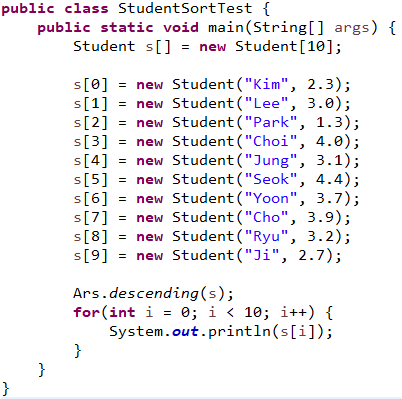 public class StudentSortTest {
    public static void main(String[] args) {
        Student s[] = new Student[10];

        s[0] = new Student("Kim", 2.3);
        s[1] = new Student("Lee", 3.0);
        s[2] = new Student("Park", 1.3);
        s[3] = new Student("Choi", 4.0);
        s[4] = new Student("Jung", 3.1);
        s[5] = new Student("Seok", 4.4);
        s[6] = new Student("Yoon", 3.7);
        s[7] = new Student("Cho", 3.9);
        s[8] = new Student("Ryu", 3.2);
        s[9] = new Student("Ji", 2.7);

        Ars.descending(s);
        for(int i = 0; i < 10; i++) {
            System.out.println(s[i]);
        }
    }
}